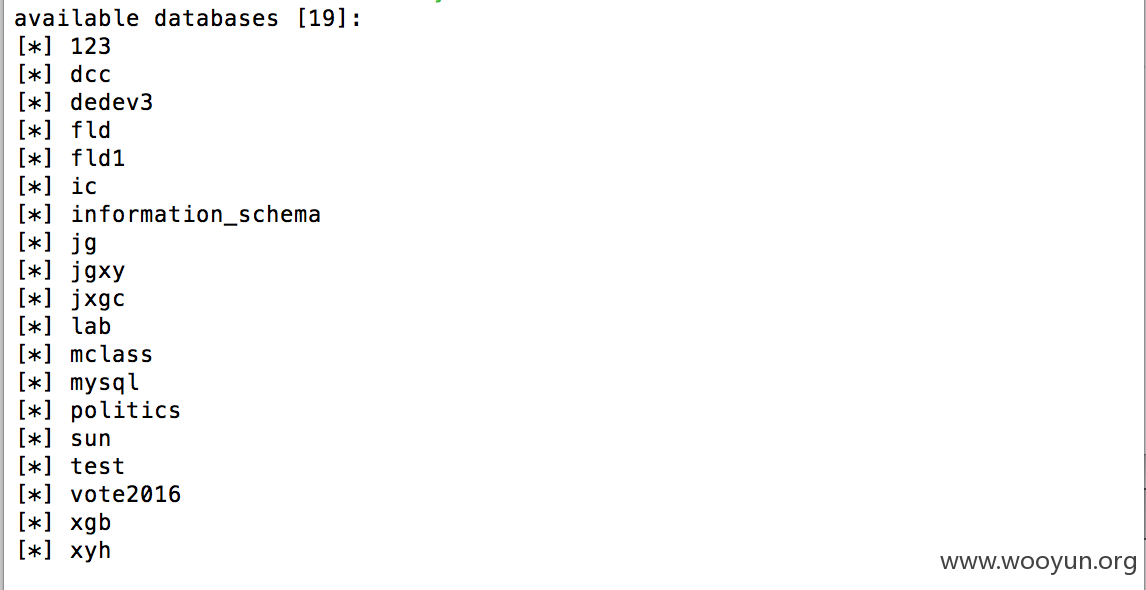 available databases [19]:
[*] 123
[*] dcc
[*] dedev3
[*] fld
[*] fld1
[*] ic
[*] information_schema
[*] jg
[*] jgxy
[*] jxgc
[*] lab
[*] mclass
[*] mysql
[*] politics
[*] sun
[*] test
[*] vote2016
[*] xgb
[*] xyh
www.wooyun.org